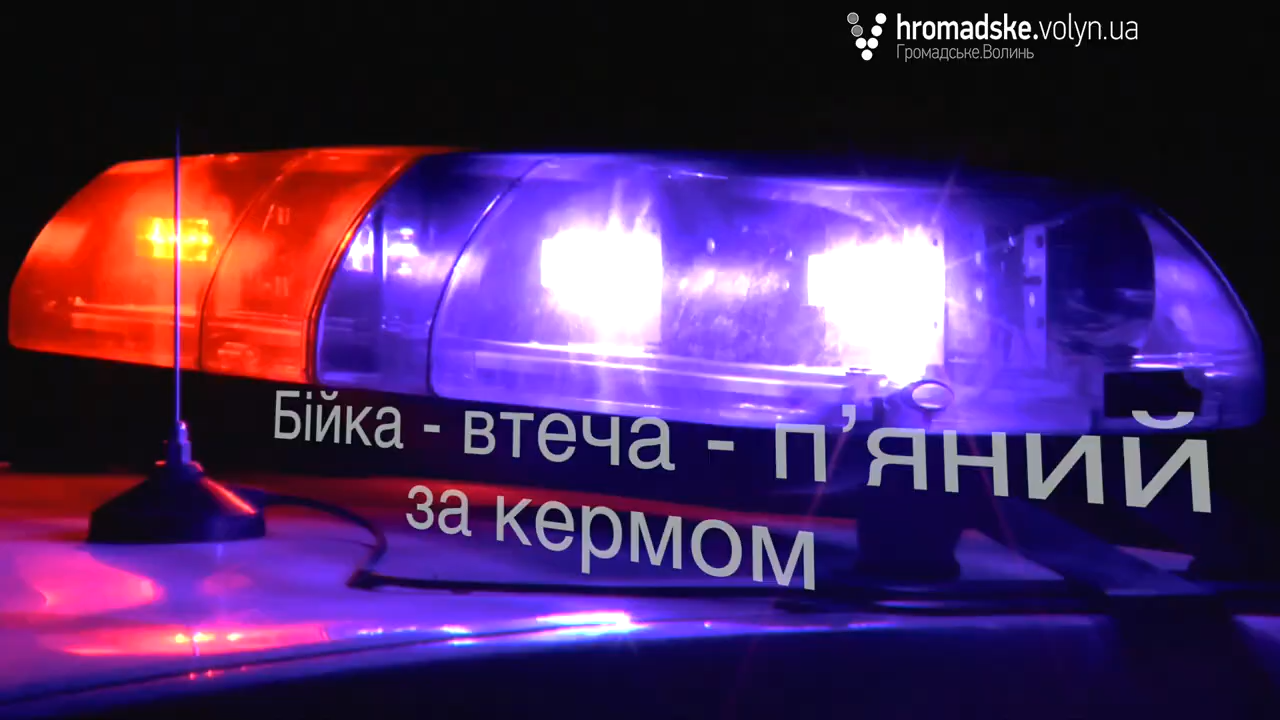 hromadske.volyn.ua
Громадське.Волинь
Бійка - втеча - п’яний
за кермом